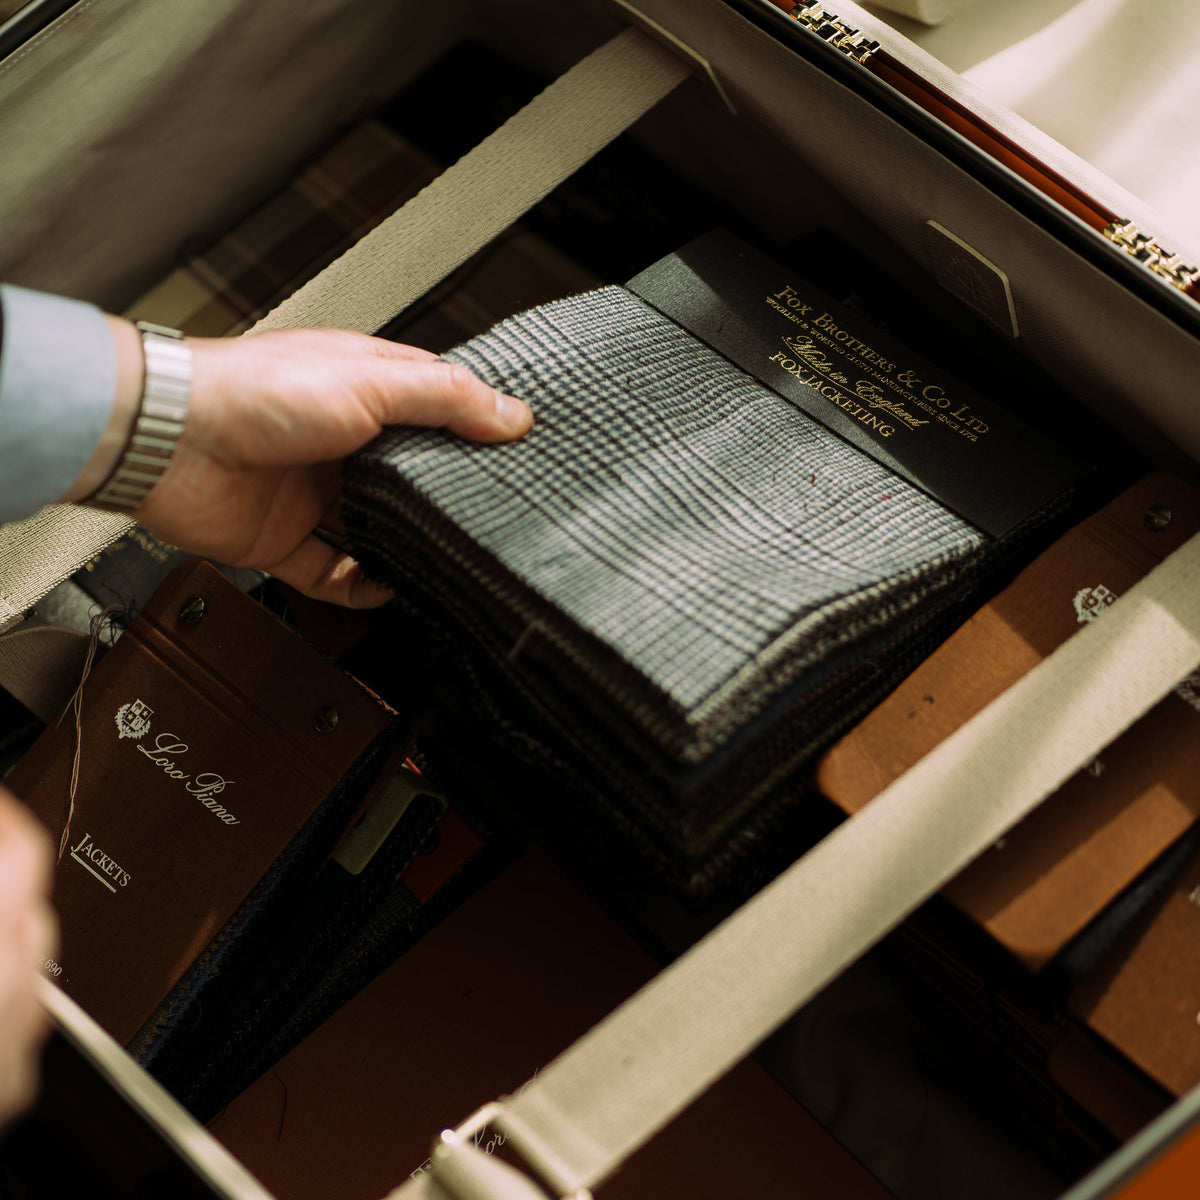 Fox Brothers & Co Ltd
Woollen & Worsted Cloth Manufacturers Since 1772
Made in England
Fox Jacketing
Loro Piana
Jackets
690